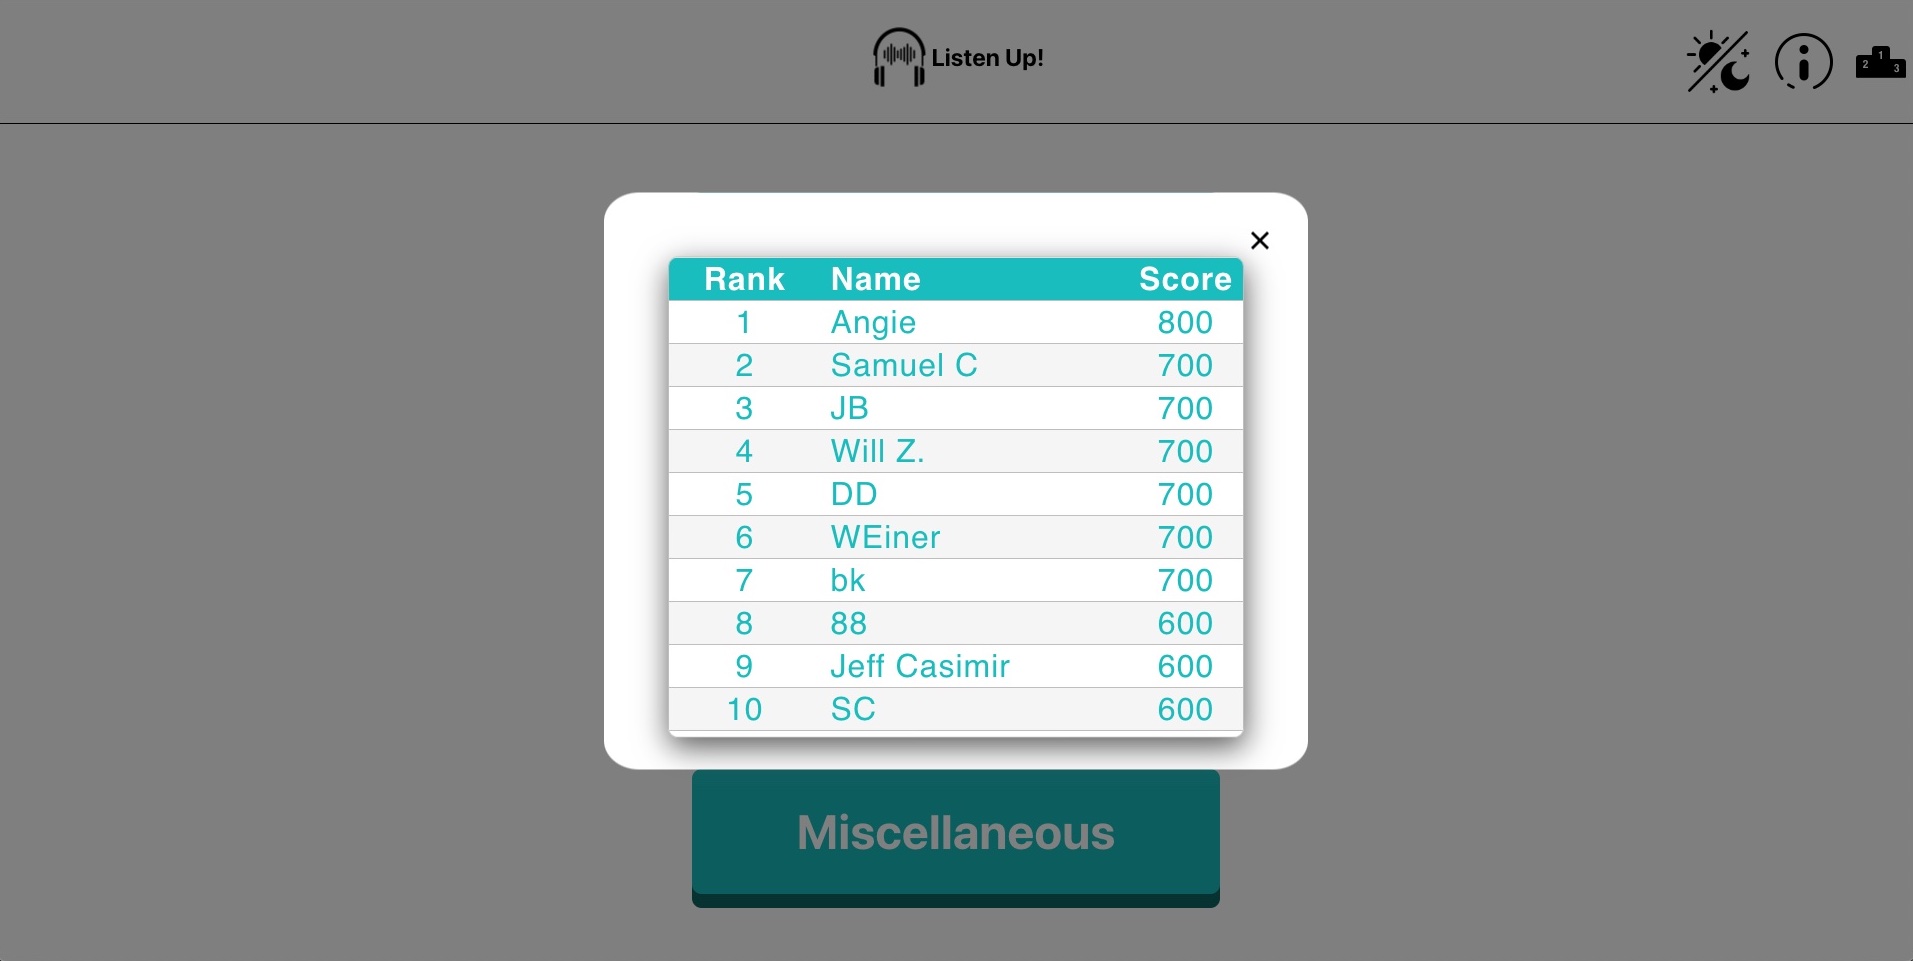 Listen Up!
1
2
3
Rank Name Score
1 Angie 800
2 Samuel C 700
3 JB 700
4 Will Z. 700
5 DD 700
6 WEiner 700
7 bk 700
8 88 600
9 Jeff Casimir 600
10 SC 600
Miscellaneous